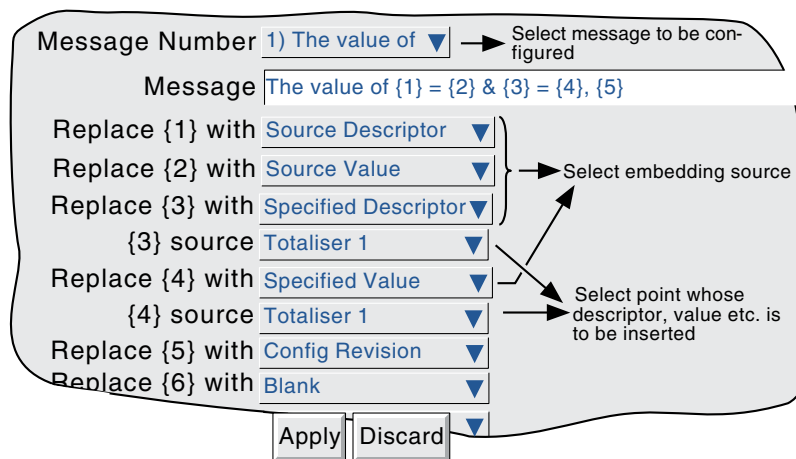 Message Number 1) The value of
Select message to be con-
figured
Message The value of {1} = {2} & {3} = {4}, {5}
Replace {1} with Source Descriptor
Replace {2} with Source Value
Select embedding source
Replace {3} with Specified Descriptor
{3} source Totaliser 1
Replace {4} with Specified Value
Select point whose
descriptor, value etc. is
to be inserted
{4} source Totaliser 1
Replace {5} with Config Revision
Replace {6} with Blank
Apply Discard